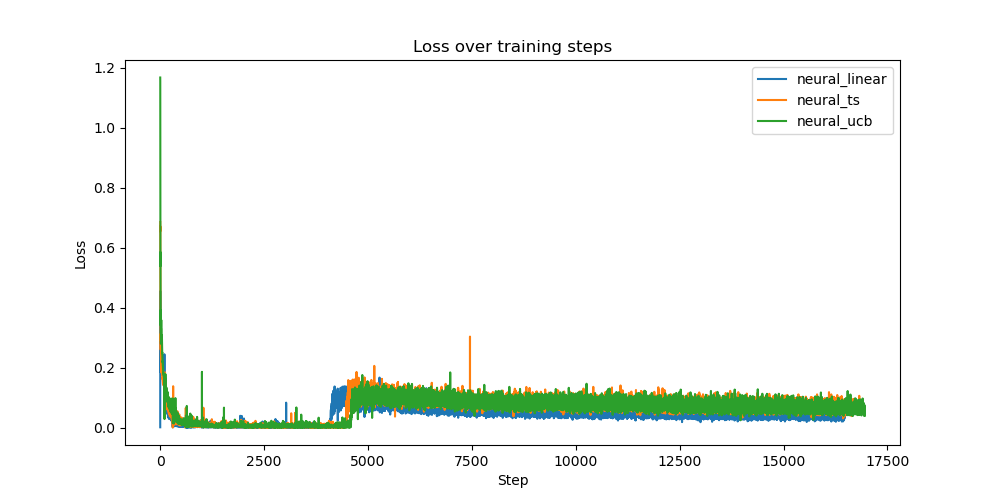 Loss over training steps
1.2
1.0
0.8
0.6
0.4
0.2
0.0
Loss
neural_linear
neural_ts
neural_ucb
0 2500 5000 7500 10000 12500 15000 17500
Step